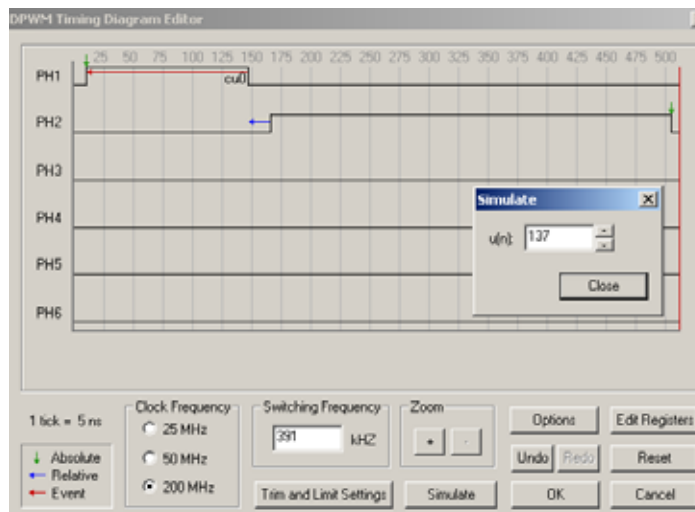 DPWM Timing Diagram Editor
25 50 75 100 125 150 175 200 225 250 275 300 325 350 375 400 425 450 475 500
PH1
cu0
PH2
PH3
PH4
PH5
PH6
Simulate
u(n): 137
Close
1 tick = 5 ns
Absolute
Relative
Event
Clock Frequency
25 MHz
50 MHz
200 MHz
Switching Frequency
391 kHZ
Trim and Limit Settings
Zoom
+ -
Simulate
Options
Edit Registers
Undo Redo
Reset
OK
Cancel